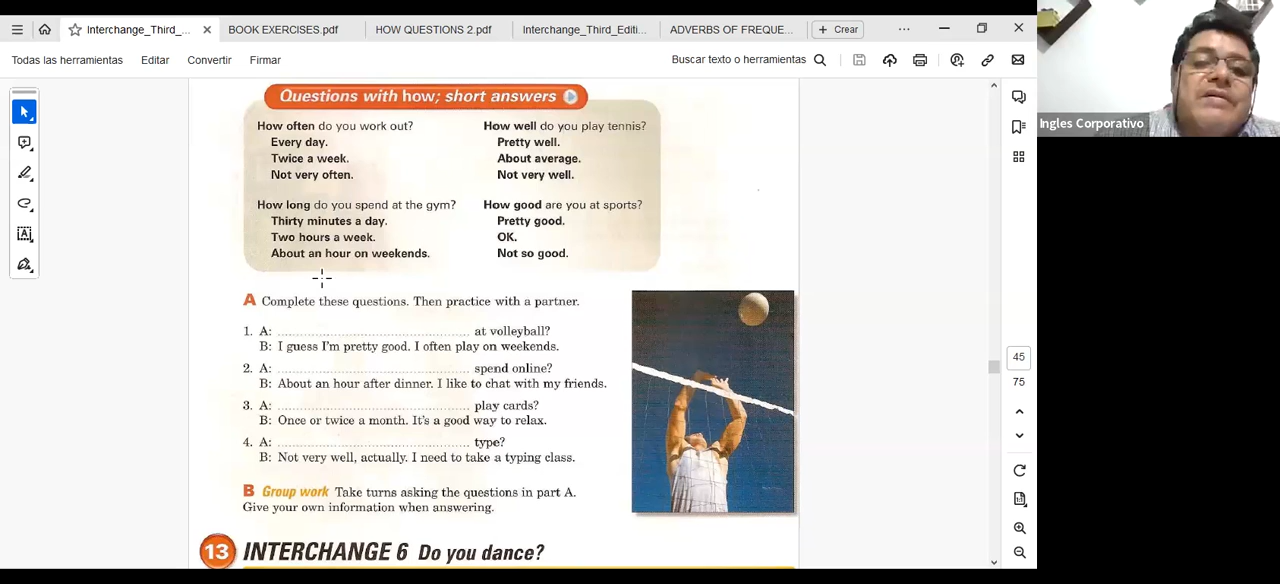 Interchange_Third_...
BOOK EXERCISES.pdf
HOW QUESTIONS 2.pdf
Interchange_Third_Editi...
ADVERBS OF FREQUE...
+ Crear
Todas las herramientas
Editar
Convertir
Firmar
Buscar texto o herramientas
Questions with how; short answers
How often do you work out?
Every day.
Twice a week.
Not very often.
How long do you spend at the gym?
Thirty minutes a day.
Two hours a week.
About an hour on weekends.
How well do you play tennis?
Pretty well.
About average.
Not very well.
How good are you at sports?
Pretty good.
OK.
Not so good.
A Complete these questions. Then practice with a partner.
1. A: ................................................ at volleyball?
B: I guess I'm pretty good. I often play on weekends.
2. A: ................................................ spend online?
B: About an hour after dinner. I like to chat with my friends.
3. A: ................................................ play cards?
B: Once or twice a month. It's a good way to relax.
4. A: ................................................ type?
B: Not very well, actually. I need to take a typing class.
B Group work Take turns asking the questions in part A.
Give your own information when answering.
13 INTERCHANGE 6 Do you dance?
45
75
Ingles Corporativo